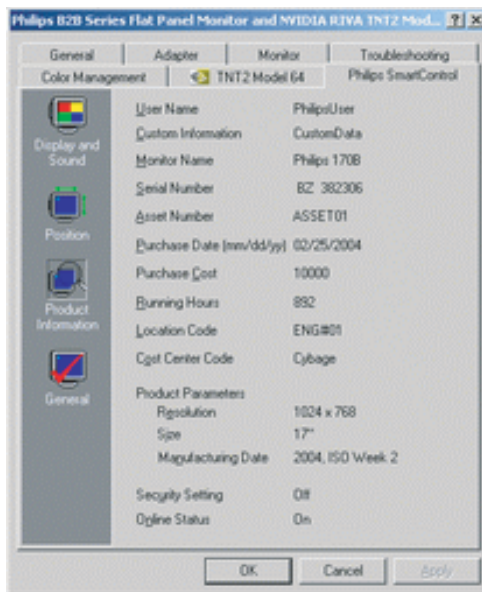 Philips B2B Series Flat Panel Monitor and NVIDIA RIVA TNT2 Mod... ? X
General Adapter Monitor Troubleshooting
Color Management TNT2 Model 64 Philips SmartControl
Display and Sound
Position
Product Information
General
User Name PhilipsUser
Custom Information CustomData
Monitor Name Philips 170B
Serial Number BZ 382306
Asset Number ASSET01
Purchase Date (mm/dd/yy) 02/25/2004
Purchase Cost 10000
Running Hours 892
Location Code ENG#01
Cost Center Code Cybage
Product Parameters
Resolution 1024 x 768
Size 17"
Manufacturing Date 2004, ISO Week 2
Security Setting Off
Online Status On
OK Cancel Apply